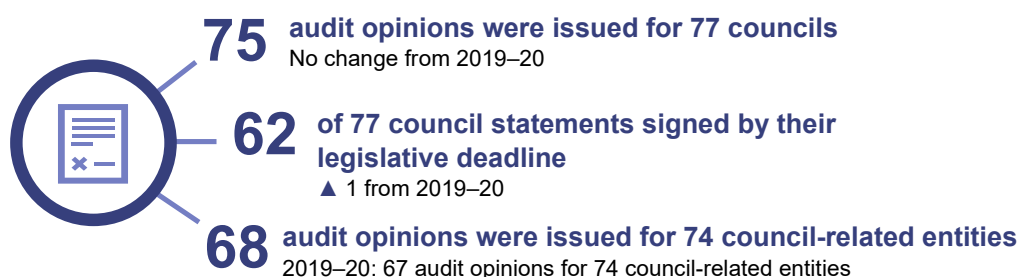 75 audit opinions were issued for 77 councils
No change from 2019–20
62 of 77 council statements signed by their
legislative deadline
▲ 1 from 2019–20
68 audit opinions were issued for 74 council-related entities
2019–20: 67 audit opinions for 74 council-related entities